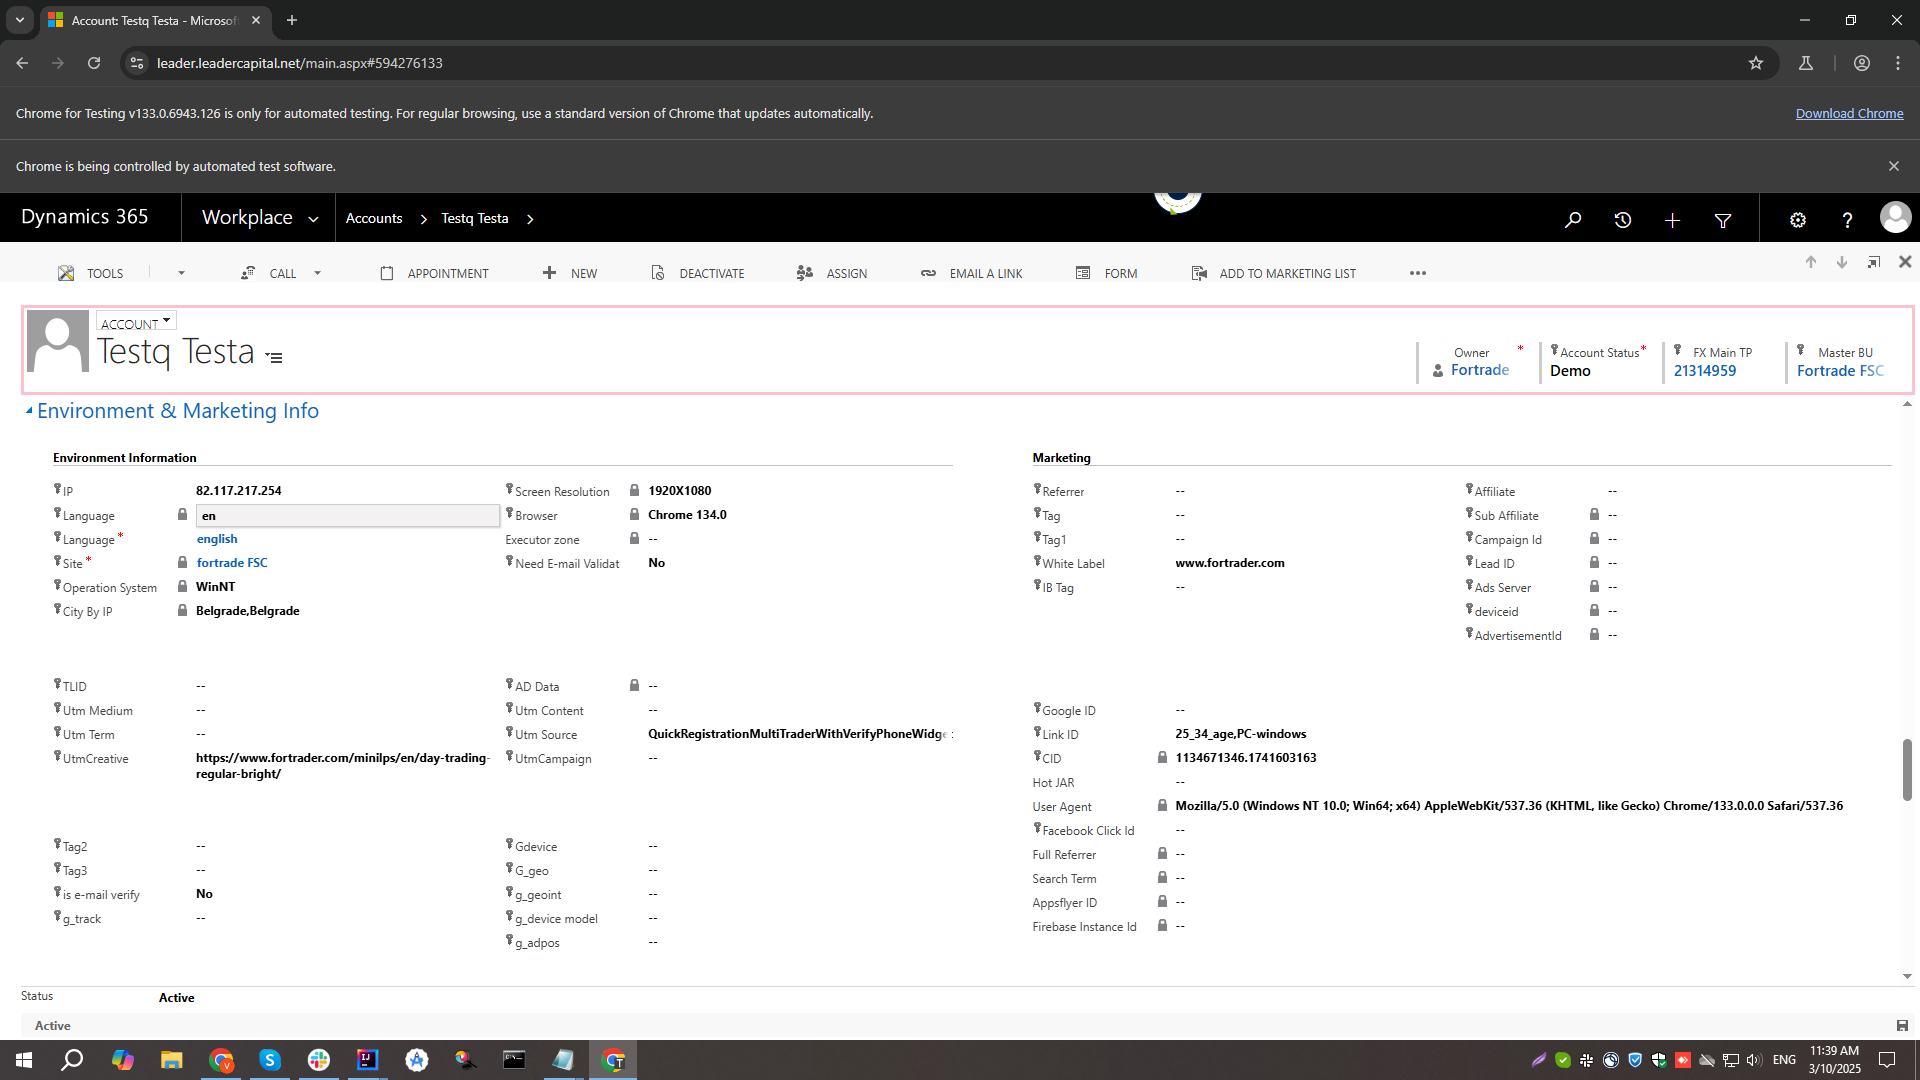 Account: Testq Testa - Microsof
leader.leadercapital.net/main.aspx#594276133
Chrome for Testing v133.0.6943.126 is only for automated testing. For regular browsing, use a standard version of Chrome that updates automatically.
Download Chrome
Chrome is being controlled by automated test software.
Dynamics 365
Workplace
Accounts
Testq Testa
TOOLS
CALL
APPOINTMENT
NEW
DEACTIVATE
ASSIGN
EMAIL A LINK
FORM
ADD TO MARKETING LIST
ACCOUNT
Testq Testa
Owner *
Fortrade
Account Status *
Demo
FX Main TP
21314959
Master BU
Fortrade FSC
Environment & Marketing Info
Environment Information
IP 82.117.217.254
Language en
Language * english
Site * fortrade FSC
Operation System WinNT
City By IP Belgrade,Belgrade
Screen Resolution 1920X1080
Browser Chrome 134.0
Executor zone --
Need E-mail Validat No
Marketing
Referrer --
Tag --
Tag1 --
White Label www.fortrader.com
IB Tag --
Affiliate --
Sub Affiliate --
Campaign Id --
Lead ID --
Ads Server --
deviceid --
AdvertisementId --
TLID --
Utm Medium --
Utm Term --
UtmCreative https://www.fortrader.com/minilps/en/day-trading-
regular-bright/
AD Data --
Utm Content --
Utm Source QuickRegistrationMultiTraderWithVerifyPhoneWidge
UtmCampaign --
Google ID --
Link ID 25_34_age,PC-windows
CID 1134671346.1741603163
Hot JAR --
User Agent Mozilla/5.0 (Windows NT 10.0; Win64; x64) AppleWebKit/537.36 (KHTML, like Gecko) Chrome/133.0.0.0 Safari/537.36
Facebook Click Id --
Full Referrer --
Search Term --
Appsflyer ID --
Firebase Instance Id --
Tag2 --
Tag3 --
is e-mail verify No
g_track --
Gdevice --
G_geo --
g_geoint --
g_device model --
g_adpos --
Status Active
Active
ENG
11:39 AM
3/10/2025